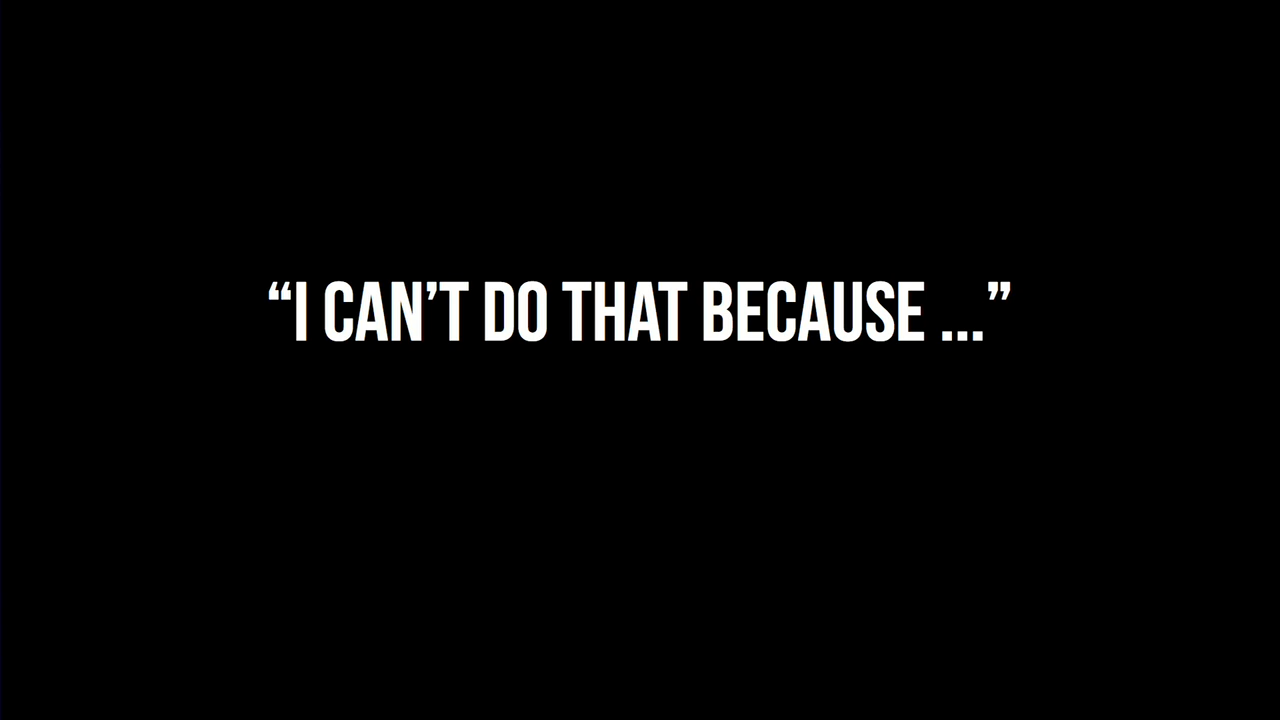 “I CAN’T DO THAT BECAUSE ...”